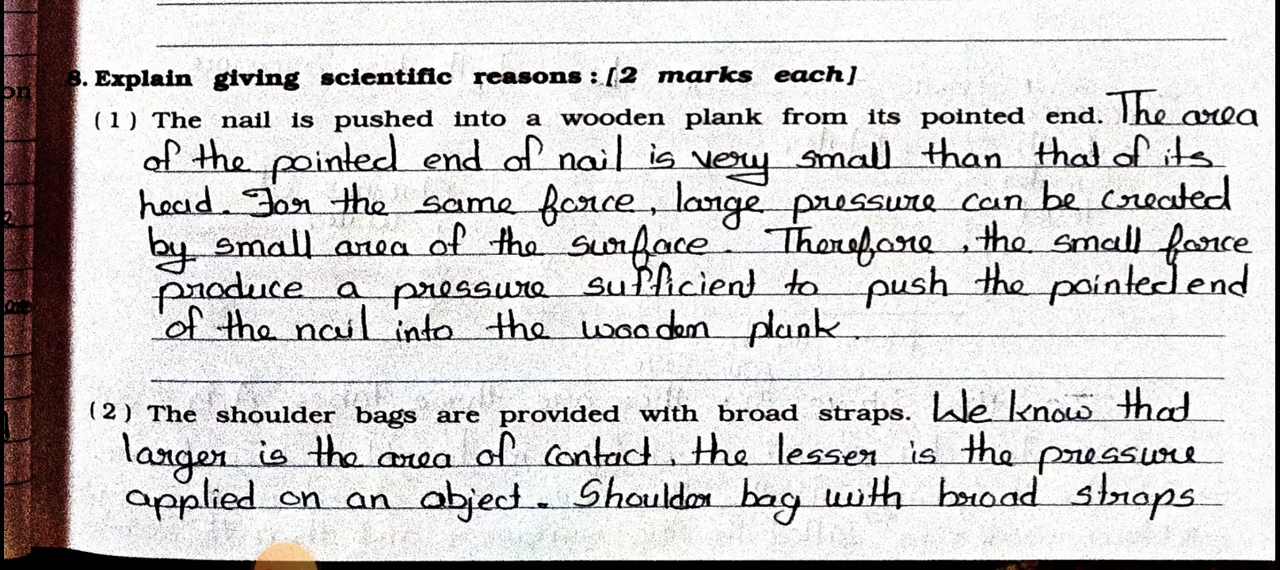 8. Explain giving scientific reasons : [2 marks each]
(1) The nail is pushed into a wooden plank from its pointed end. The area
of the pointed end of nail is very small than that of its
head. For the same force, large pressure can be created
by small area of the surface. Therefore, the small force
produce a pressure sufficient to push the pointed end
of the nail into the wooden plank.
(2) The shoulder bags are provided with broad straps. We know that
larger is the area of contact, the lesser is the pressure
applied on an object. Shoulder bag with broad straps